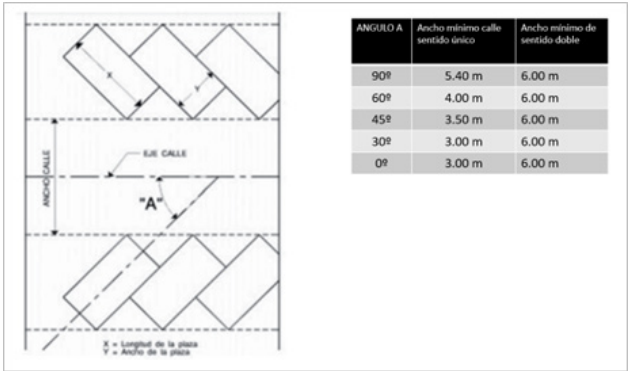 X
Y
EJE CALLE
ANCHO CALLE
"A"
X = Longitud de la plaza
Y = Ancho de la plaza
ANGULO A Ancho mínimo calle sentido único Ancho mínimo de sentido doble
90º 5.40 m 6.00 m
60º 4.00 m 6.00 m
45º 3.50 m 6.00 m
30º 3.00 m 6.00 m
0º 3.00 m 6.00 m